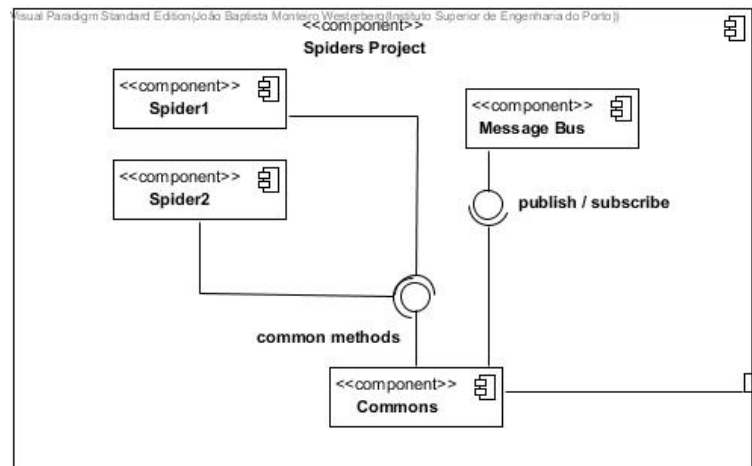 Visual Paradigm Standard Edition(João Baptista Monteiro Westerberg(Instituto Superior de Engenharia do Porto))
<<component>>
Spiders Project
<<component>>
Spider1
<<component>>
Message Bus
<<component>>
Spider2
publish / subscribe
common methods
<<component>>
Commons